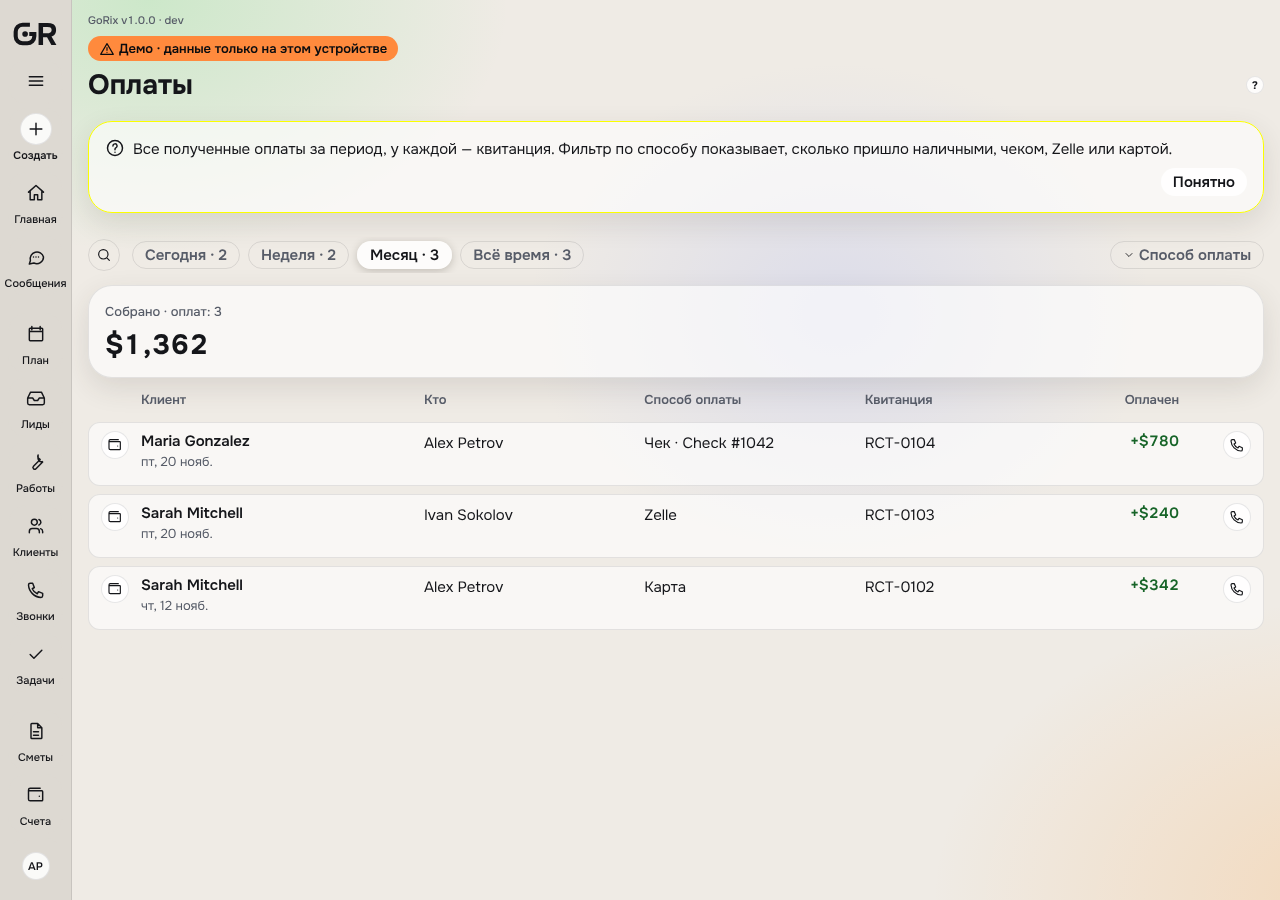 GR
GoRix v1.0.0 · dev
Демо · данные только на этом устройстве
Оплаты
?
Создать
Главная
Сообщения
План
Лиды
Работы
Клиенты
Звонки
Задачи
Сметы
Счета
AP
Все полученные оплаты за период, у каждой — квитанция. Фильтр по способу показывает, сколько пришло наличными, чеком, Zelle или картой.
Понятно
Сегодня · 2 Неделя · 2 Месяц · 3 Всё время · 3 Способ оплаты
Собрано · оплат: 3
$1,362
Клиент Кто Способ оплаты Квитанция Оплачен
Maria Gonzalez Alex Petrov Чек · Check #1042 RCT-0104 +$780
пт, 20 нояб.
Sarah Mitchell Ivan Sokolov Zelle RCT-0103 +$240
пт, 20 нояб.
Sarah Mitchell Alex Petrov Карта RCT-0102 +$342
чт, 12 нояб.